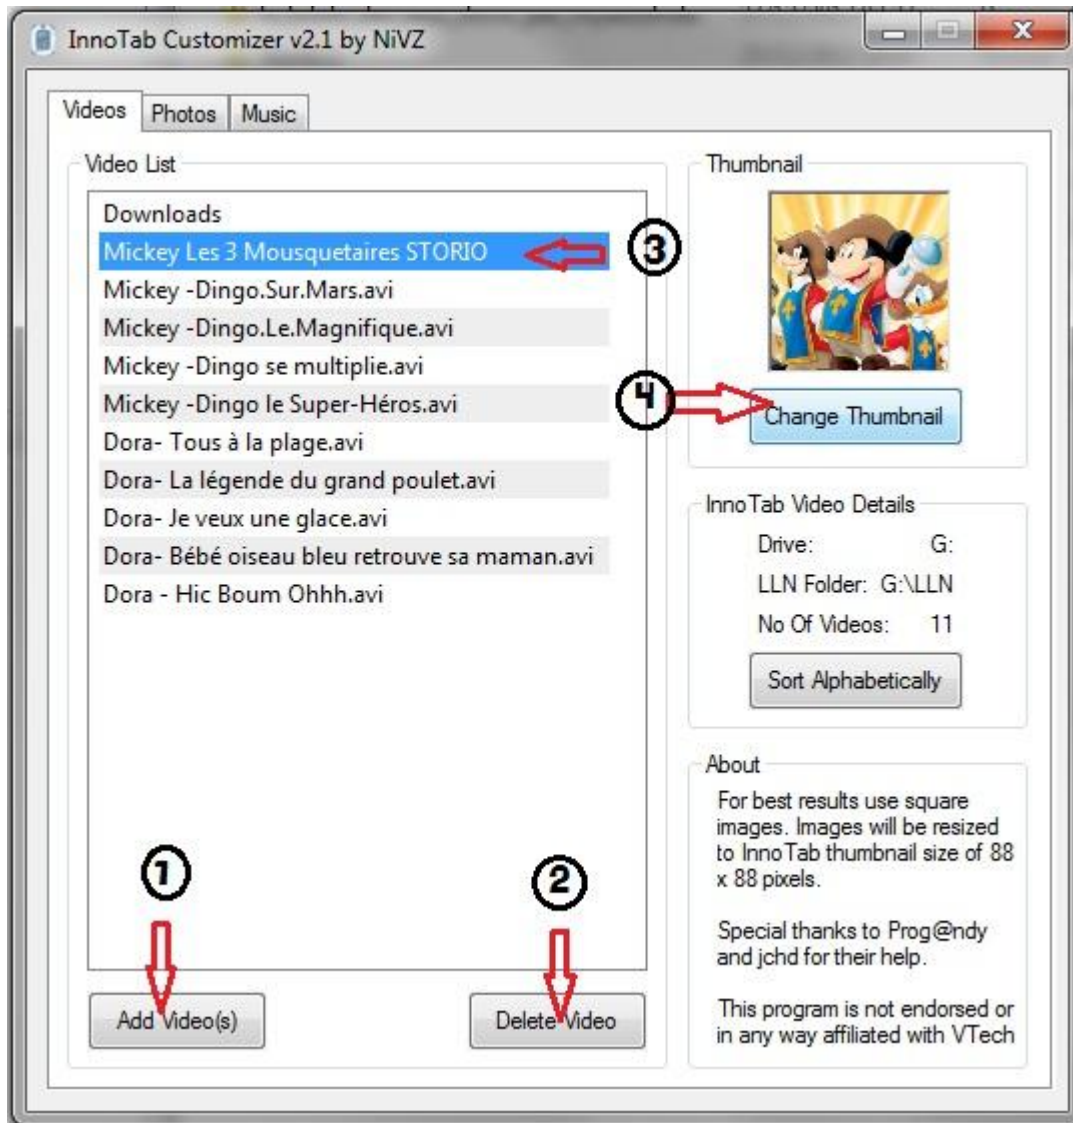 InnoTab Customizer v2.1 by NiVZ
Videos Photos Music
Video List
Downloads
Mickey Les 3 Mousquetaires STORIO
Mickey -Dingo.Sur.Mars.avi
Mickey -Dingo.Le.Magnifique.avi
Mickey -Dingo se multiplie.avi
Mickey -Dingo le Super-Héros.avi
Dora- Tous à la plage.avi
Dora- La légende du grand poulet.avi
Dora- Je veux une glace.avi
Dora- Bébé oiseau bleu retrouve sa maman.avi
Dora - Hic Boum Ohhh.avi
3
1
2
Add Video(s)
Delete Video
Thumbnail
4
Change Thumbnail
InnoTab Video Details
Drive: G:
LLN Folder: G:\LLN
No Of Videos: 11
Sort Alphabetically
About
For best results use square
images. Images will be resized
to InnoTab thumbnail size of 88
x 88 pixels.
Special thanks to Prog@ndy
and jchd for their help.
This program is not endorsed or
in any way affiliated with VTech